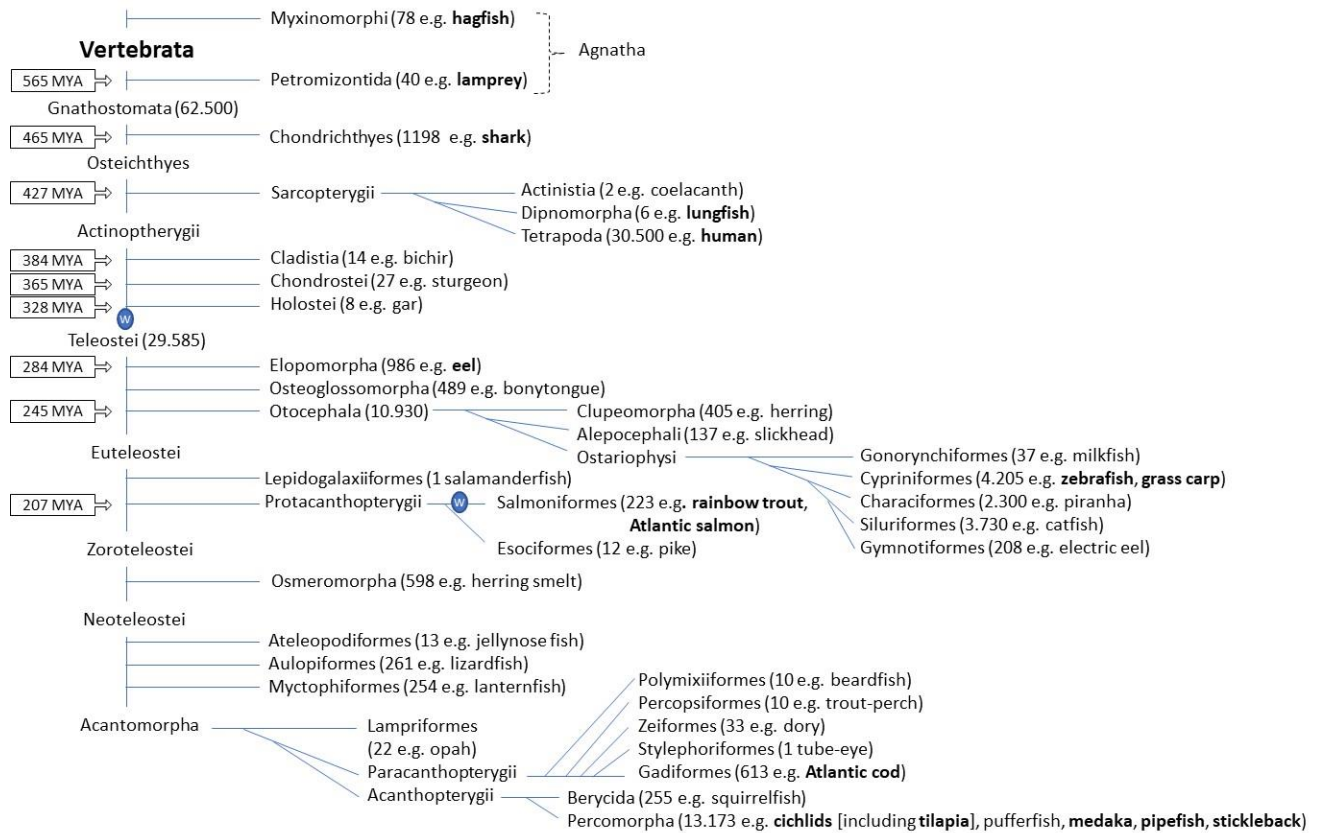 Myxinomorphi (78 e.g. hagfish)
Agnatha
Vertebrata
565 MYA
Petromizontida (40 e.g. lamprey)
Gnathostomata (62.500)
465 MYA
Chondrichthyes (1198 e.g. shark)
Osteichthyes
427 MYA
Sarcopterygii
Actinistia (2 e.g. coelacanth)
Dipnomorpha (6 e.g. lungfish)
Tetrapoda (30.500 e.g. human)
Actinoptherygii
384 MYA
Cladistia (14 e.g. bichir)
365 MYA
Chondrostei (27 e.g. sturgeon)
328 MYA
Holostei (8 e.g. gar)
W
Teleostei (29.585)
284 MYA
Elopomorpha (986 e.g. eel)
Osteoglossomorpha (489 e.g. bonytongue)
245 MYA
Otocephala (10.930)
Clupeomorpha (405 e.g. herring)
Alepocephali (137 e.g. slickhead)
Ostariophysi
Gonorynchiformes (37 e.g. milkfish)
Cypriniformes (4.205 e.g. zebrafish, grass carp)
Characiformes (2.300 e.g. piranha)
Siluriformes (3.730 e.g. catfish)
Gymnotiformes (208 e.g. electric eel)
Euteleostei
Lepidogalaxiiformes (1 salamanderfish)
207 MYA
Protacanthopterygii
W
Salmoniformes (223 e.g. rainbow trout,
Atlantic salmon)
Esociformes (12 e.g. pike)
Zoroteleostei
Osmeromorpha (598 e.g. herring smelt)
Neoteleostei
Ateleopodiformes (13 e.g. jellynose fish)
Aulopiformes (261 e.g. lizardfish)
Myctophiformes (254 e.g. lanternfish)
Acantomorpha
Lampriformes
(22 e.g. opah)
Paracanthopterygii
Polymixiiformes (10 e.g. beardfish)
Percopsiformes (10 e.g. trout-perch)
Zeiformes (33 e.g. dory)
Stylephoriformes (1 tube-eye)
Gadiformes (613 e.g. Atlantic cod)
Acanthopterygii
Berycida (255 e.g. squirrelfish)
Percomorpha (13.173 e.g. cichlids [including tilapia], pufferfish, medaka, pipefish, stickleback)